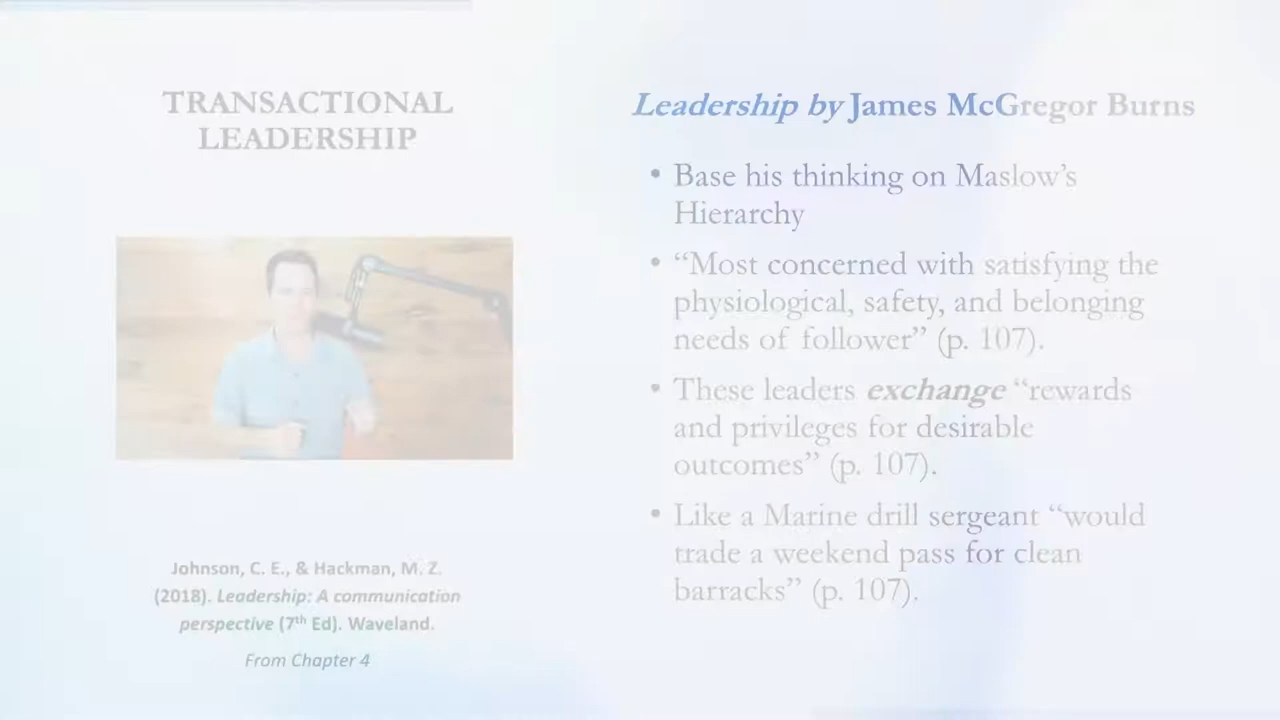 TRANSACTIONAL
LEADERSHIP
Johnson, C. E., & Hackman, M. Z.
(2018). Leadership: A communication
perspective (7th Ed). Waveland.
From Chapter 4
Leadership by James McGregor Burns
• Base his thinking on Maslow’s
Hierarchy
• “Most concerned with satisfying the
physiological, safety, and belonging
needs of follower” (p. 107).
• These leaders exchange “rewards
and privileges for desirable
outcomes” (p. 107).
• Like a Marine drill sergeant “would
trade a weekend pass for clean
barracks” (p. 107).